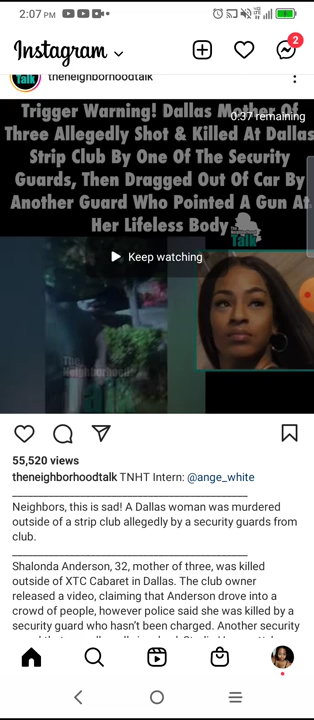 2:07 PM
Instagram
2
Talk
theneighborhoodtalk
Trigger Warning! Dallas Mother Of
0:37 remaining
Three Allegedly Shot & Killed At Dallas
Strip Club By One Of The Security
Guards, Then Dragged Out Of Car By
Another Guard Who Pointed A Gun At
Her Lifeless Body
Talk
Keep watching
The
Neighborhood
55,520 views
theneighborhoodtalk TNHT Intern: @ange_white
Neighbors, this is sad! A Dallas woman was murdered
outside of a strip club allegedly by a security guards from
club.
Shalonda Anderson, 32, mother of three, was killed
outside of XTC Cabaret in Dallas. The club owner
released a video, claiming that Anderson drove into a
crowd of people, however police said she was killed by a
security guard who hasn't been charged. Another security